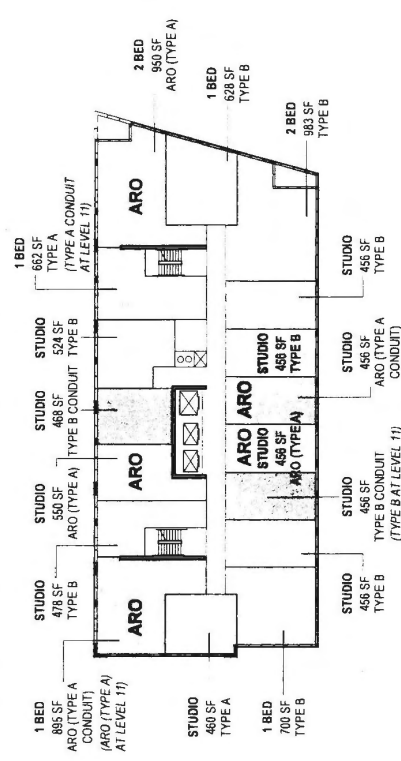 1 BED
895 SF
ARO (TYPE A
CONDUIT)
(ARO (TYPE A)
AT LEVEL 11)
STUDIO
478 SF
TYPE B
STUDIO
550 SF
ARO (TYPE A)
STUDIO
468 SF
TYPE B CONDUIT
STUDIO
524 SF
TYPE B
1 BED
662 SF
TYPE A
(TYPE A CONDUIT
AT LEVEL 11)
2 BED
950 SF
ARO (TYPE A)
1 BED
628 SF
TYPE B
2 BED
983 SF
TYPE B
ARO
ARO
ARO
ARO
STUDIO
456 SF
ARO (TYPE A)
ARO
STUDIO
456 SF
TYPE B
STUDIO
460 SF
TYPE A
1 BED
700 SF
TYPE B
STUDIO
456 SF
TYPE B
STUDIO
456 SF
TYPE B CONDUIT
(TYPE B AT LEVEL 11)
STUDIO
456 SF
ARO (TYPE A
CONDUIT
STUDIO
456 SF
TYPE B